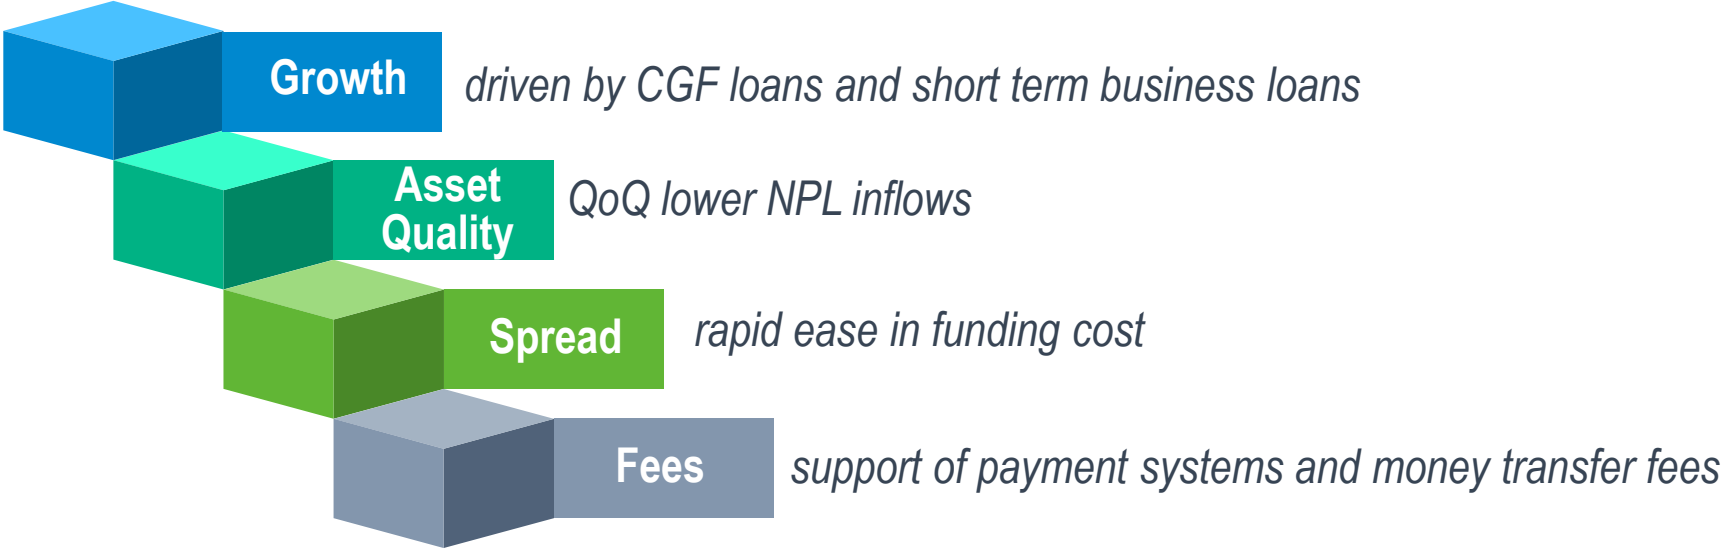 Growth
driven by CGF loans and short term business loans
Asset
Quality
QoQ lower NPL inflows
Spread
rapid ease in funding cost
Fees
support of payment systems and money transfer fees